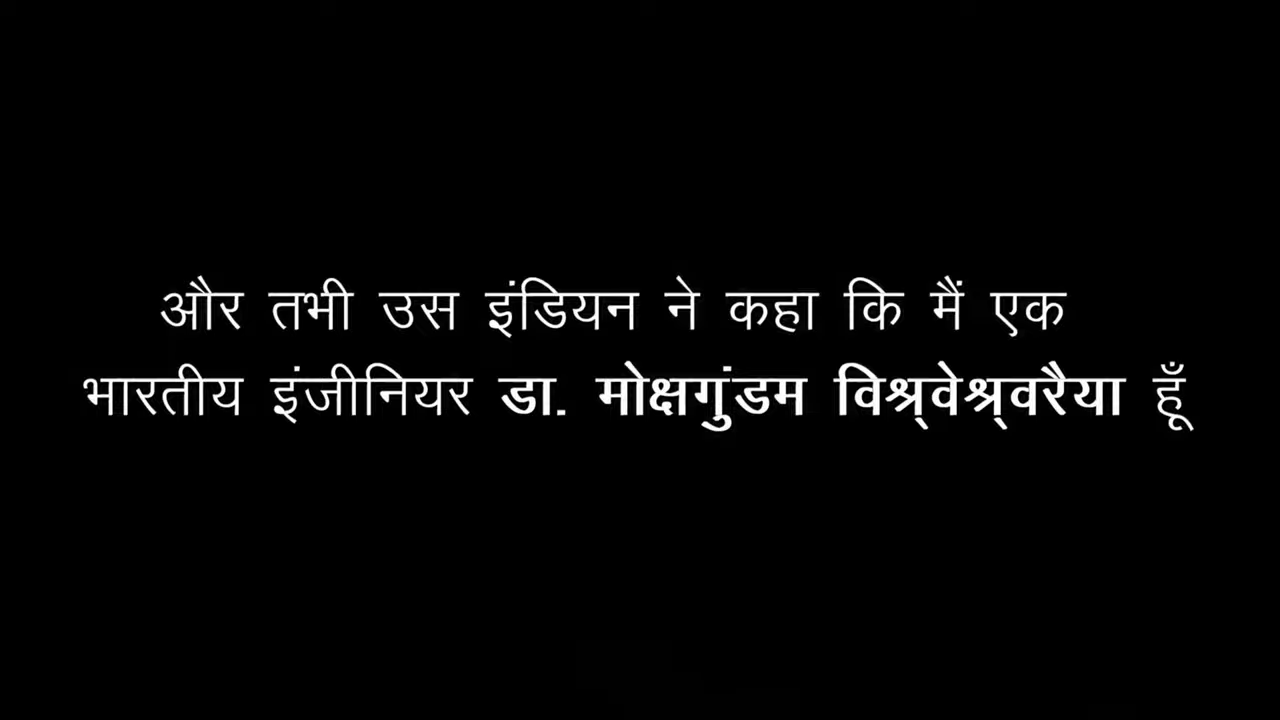 और तभी उस इंडियन ने कहा कि मैं एक
भारतीय इंजीनियर डा. मोक्षगुंडम विश्र्वेश्र्वरैया हूँ